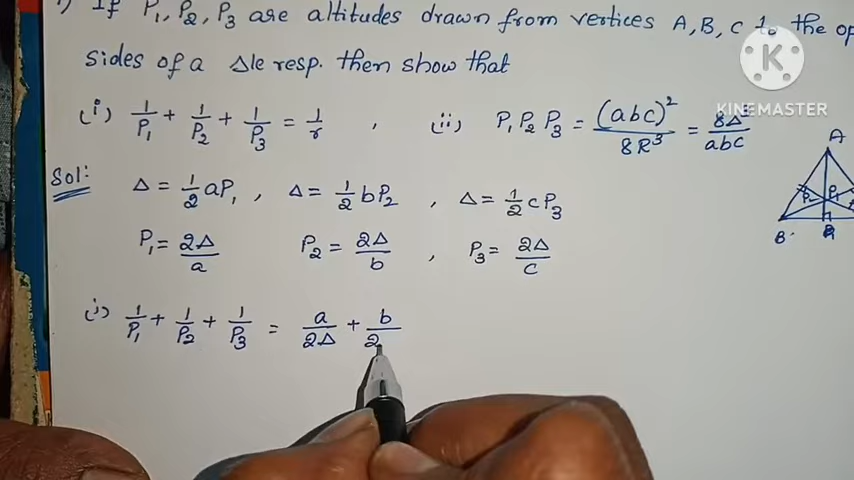 If P₁, P₂, P₃ are altitudes drawn from vertices A, B, C to the
sides of a Δle resp. then show that
(i) 1/P₁ + 1/P₂ + 1/P₃ = 1/r , (ii) P₁P₂P₃ = (abc)²/8R³ = 8Δ³/abc
KINEMASTER
Sol:
Δ = 1/2 aP₁ , Δ = 1/2 bP₂ , Δ = 1/2 cP₃
P₁ = 2Δ/a P₂ = 2Δ/b , P₃ = 2Δ/c
A
P₁
B
(i) 1/P₁ + 1/P₂ + 1/P₃ = a/2Δ + b/2